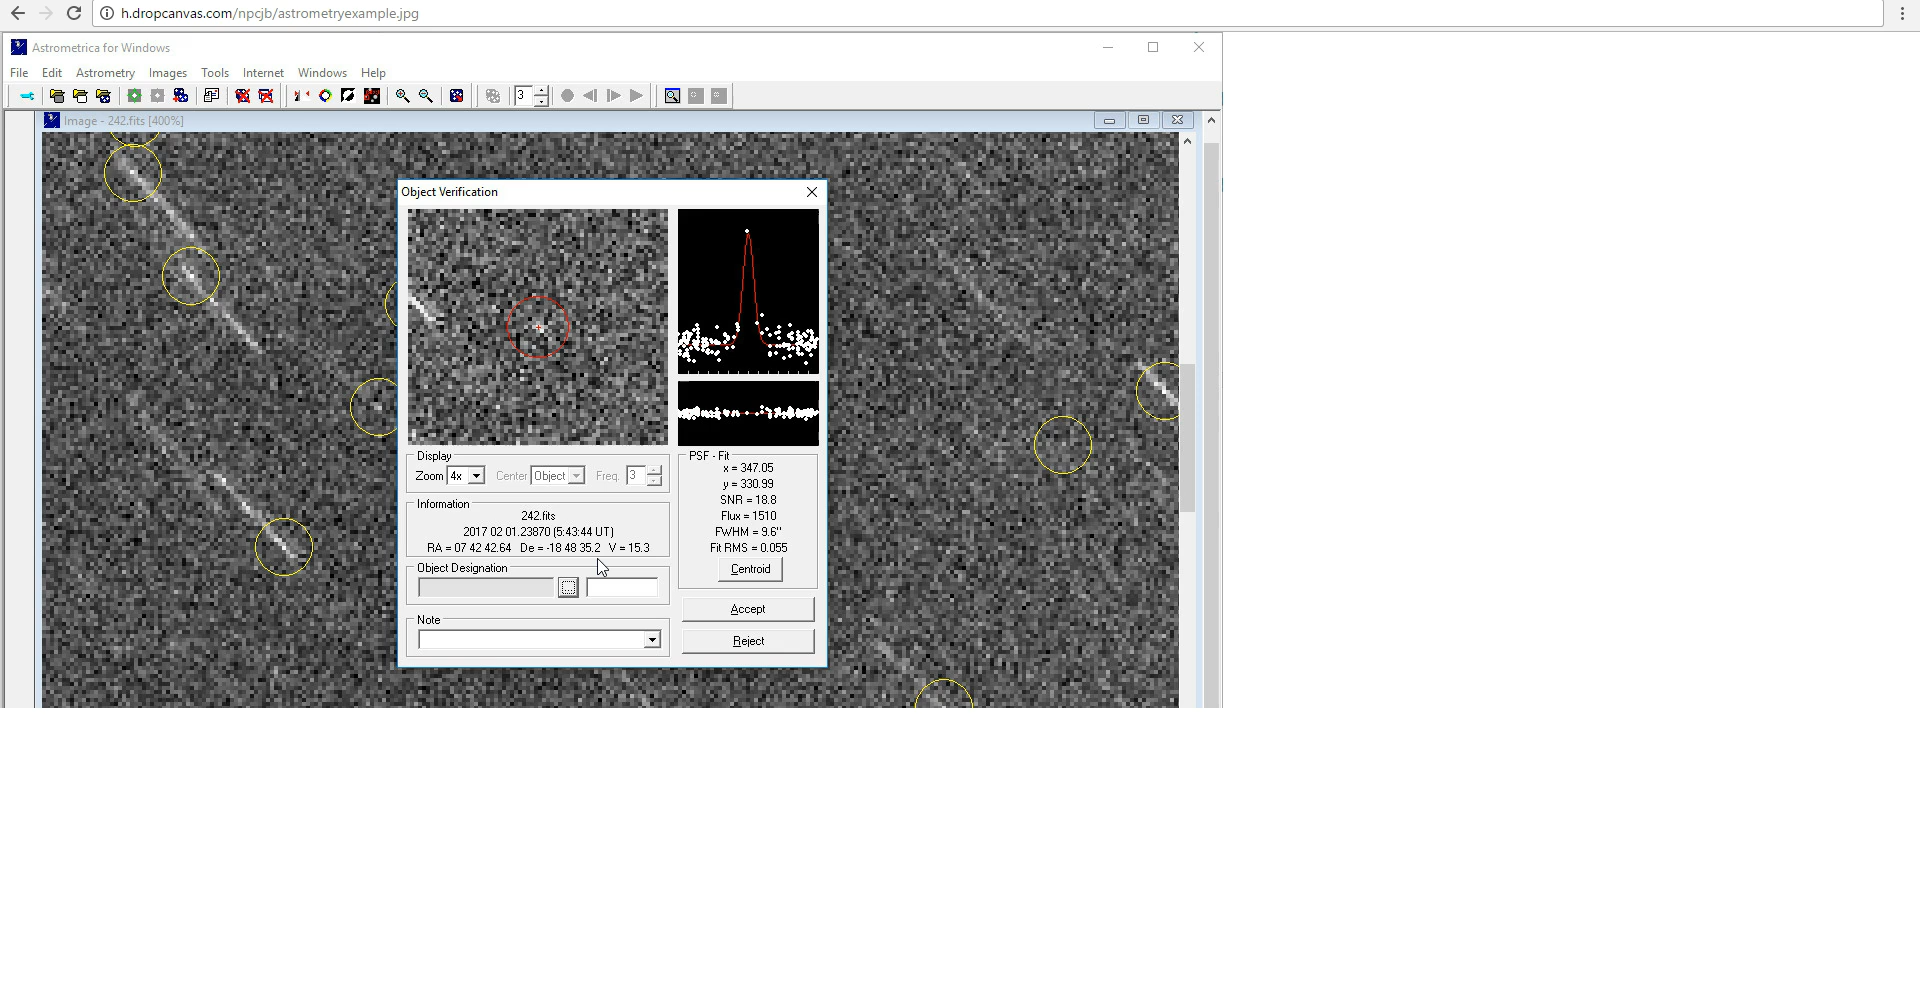 h.dropcanvas.com/npcjb/astrometryexample.jpg
Astrometrica for Windows
File Edit Astrometry Images Tools Internet Windows Help
3
Image - 242.fits [400%]
Object Verification
Display
Zoom 4x Center Object Freq. 3
Information
242.fits
2017 02 01.23870 (5:43:44 UT)
RA = 07 42 42.64 De = -18 48 35.2 V = 15.3
Object Designation
...
Note
PSF - Fit
x = 347.05
y = 330.99
SNR = 18.8
Flux = 1510
FWHM = 9.6"
Fit RMS = 0.055
Centroid
Accept
Reject